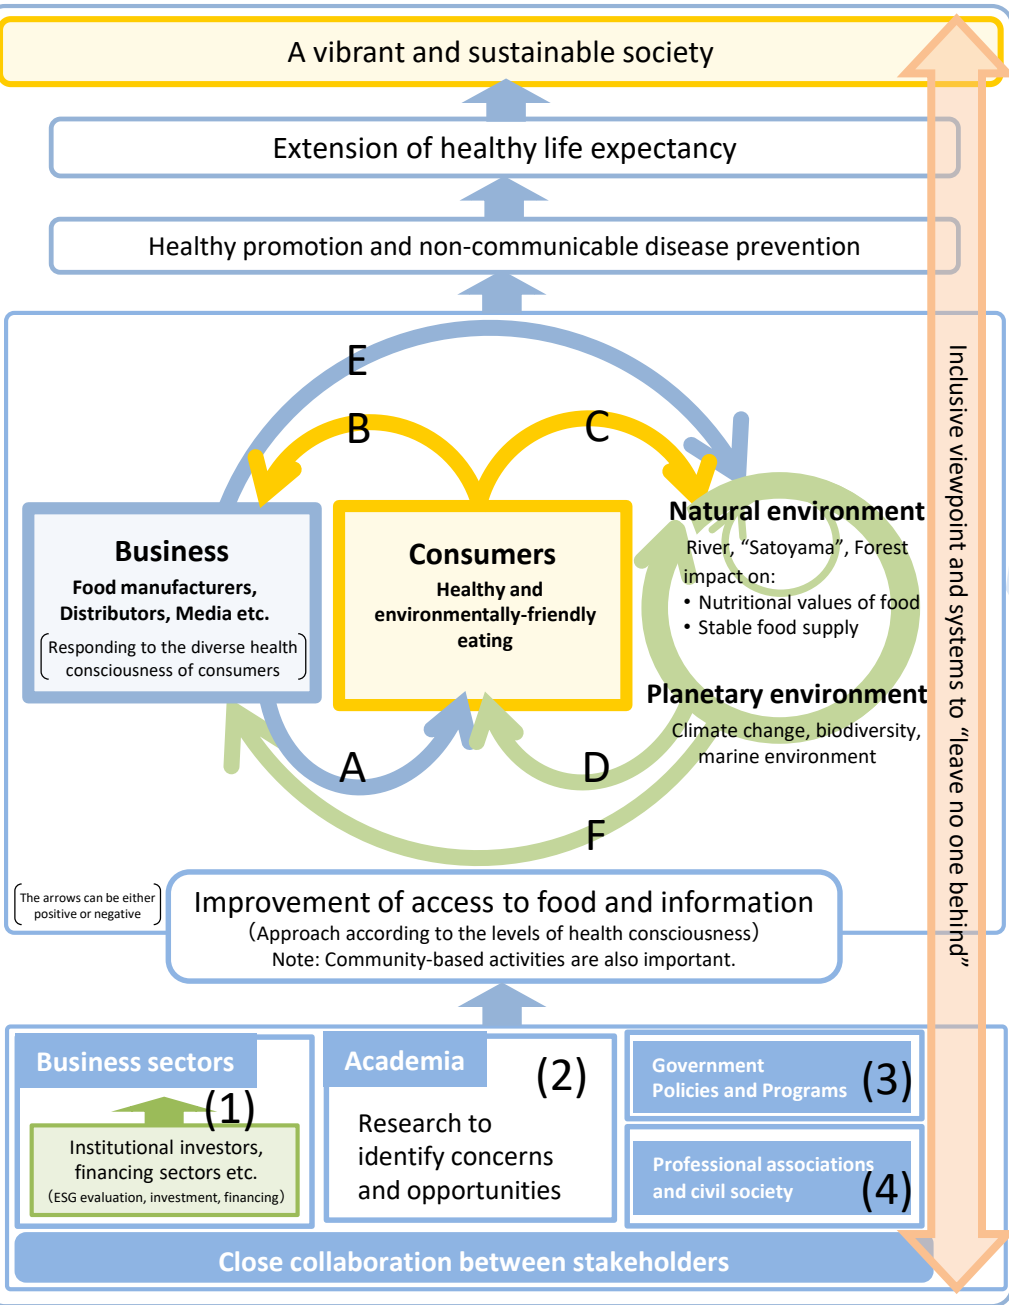 A vibrant and sustainable society
Extension of healthy life expectancy
Healthy promotion and non-communicable disease prevention
E
B
C
Business
Food manufacturers,
Distributors, Media etc.
Responding to the diverse health
consciousness of consumers
Consumers
Healthy and
environmentally-friendly
eating
Natural environment
River, “Satoyama”, Forest
impact on:
• Nutritional values of food
• Stable food supply
Planetary environment
Climate change, biodiversity,
marine environment
A
D
F
The arrows can be either
positive or negative
Improvement of access to food and information
(Approach according to the levels of health consciousness)
Note: Community-based activities are also important.
Inclusive viewpoint and systems to “leave no one behind”
Business sectors
(1)
Institutional investors,
financing sectors etc.
(ESG evaluation, investment, financing)
Academia
(2)
Research to
identify concerns
and opportunities
Government
Policies and Programs
(3)
Professional associations
and civil society
(4)
Close collaboration between stakeholders